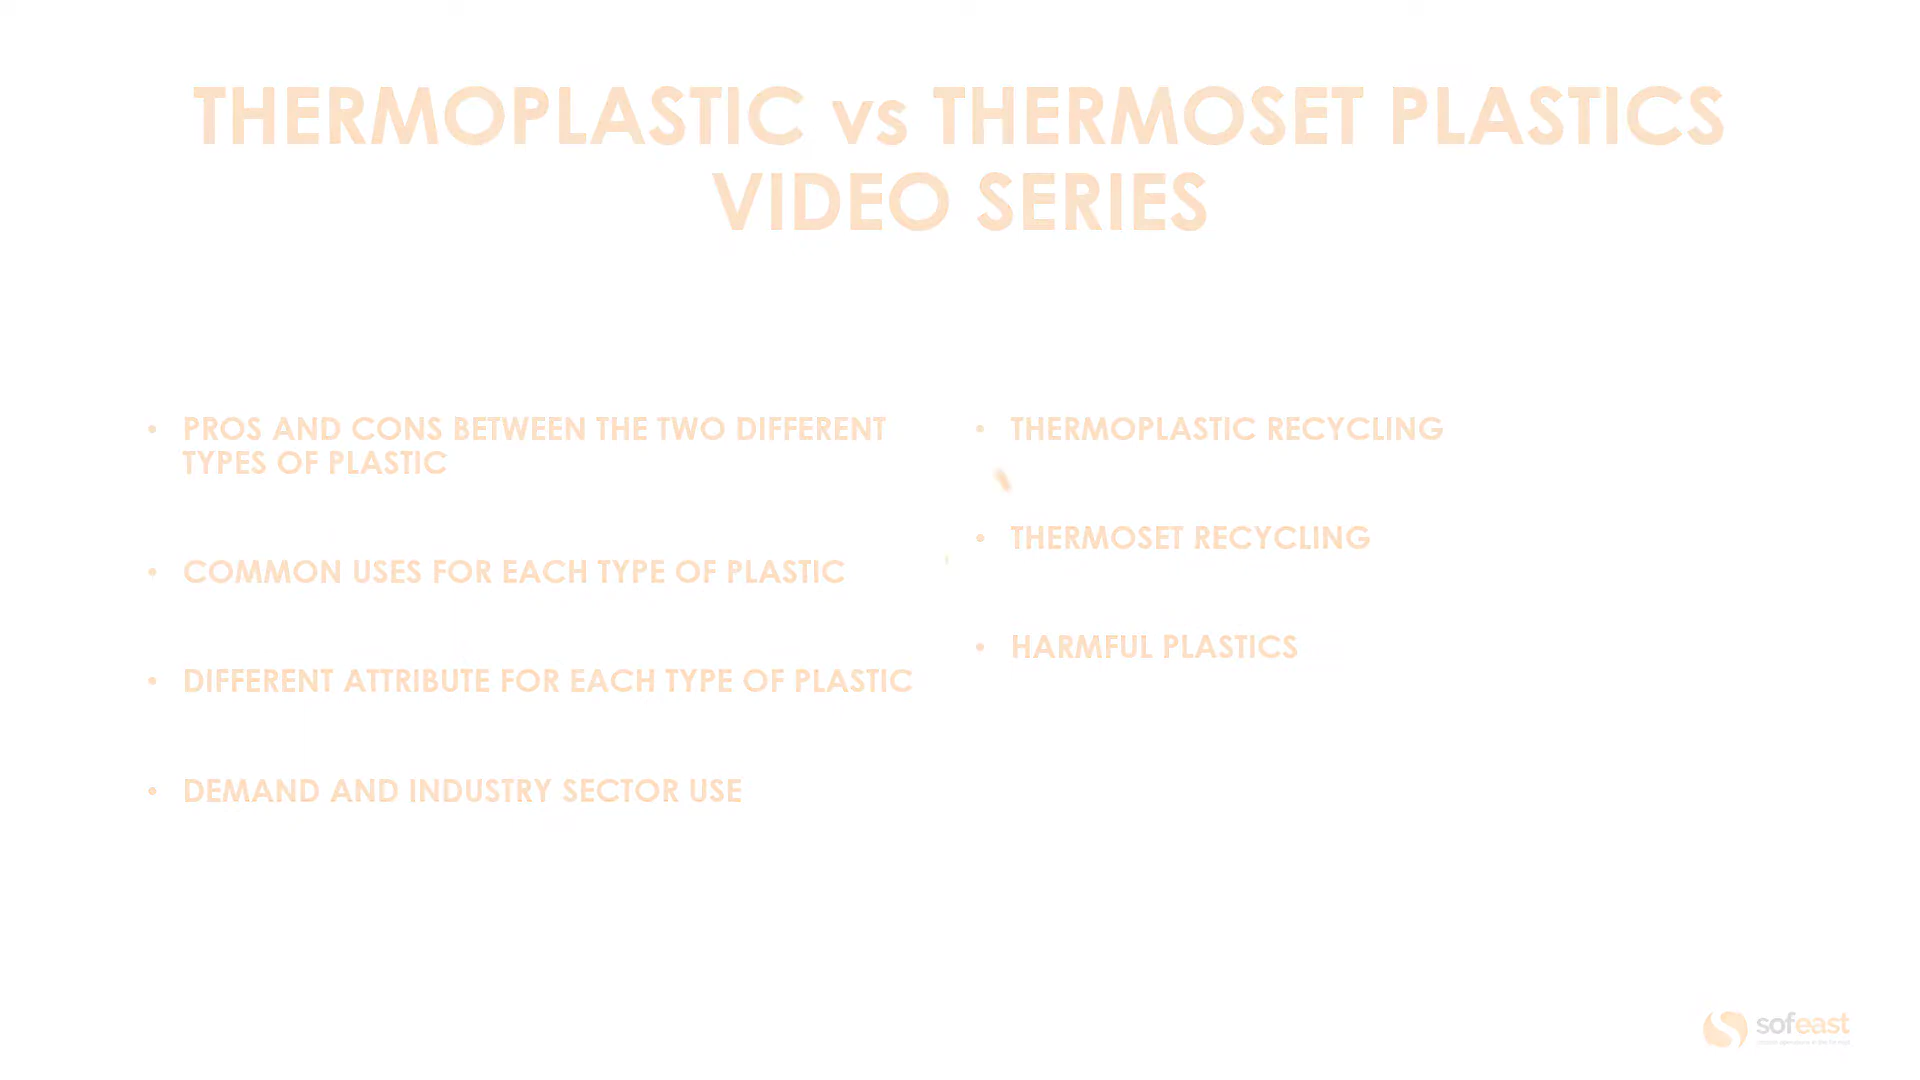 THERMOPLASTIC vs THERMOSET PLASTICS
VIDEO SERIES
• PROS AND CONS BETWEEN THE TWO DIFFERENT
TYPES OF PLASTIC
• COMMON USES FOR EACH TYPE OF PLASTIC
• DIFFERENT ATTRIBUTE FOR EACH TYPE OF PLASTIC
• DEMAND AND INDUSTRY SECTOR USE
• THERMOPLASTIC RECYCLING
• THERMOSET RECYCLING
• HARMFUL PLASTICS
sofeast